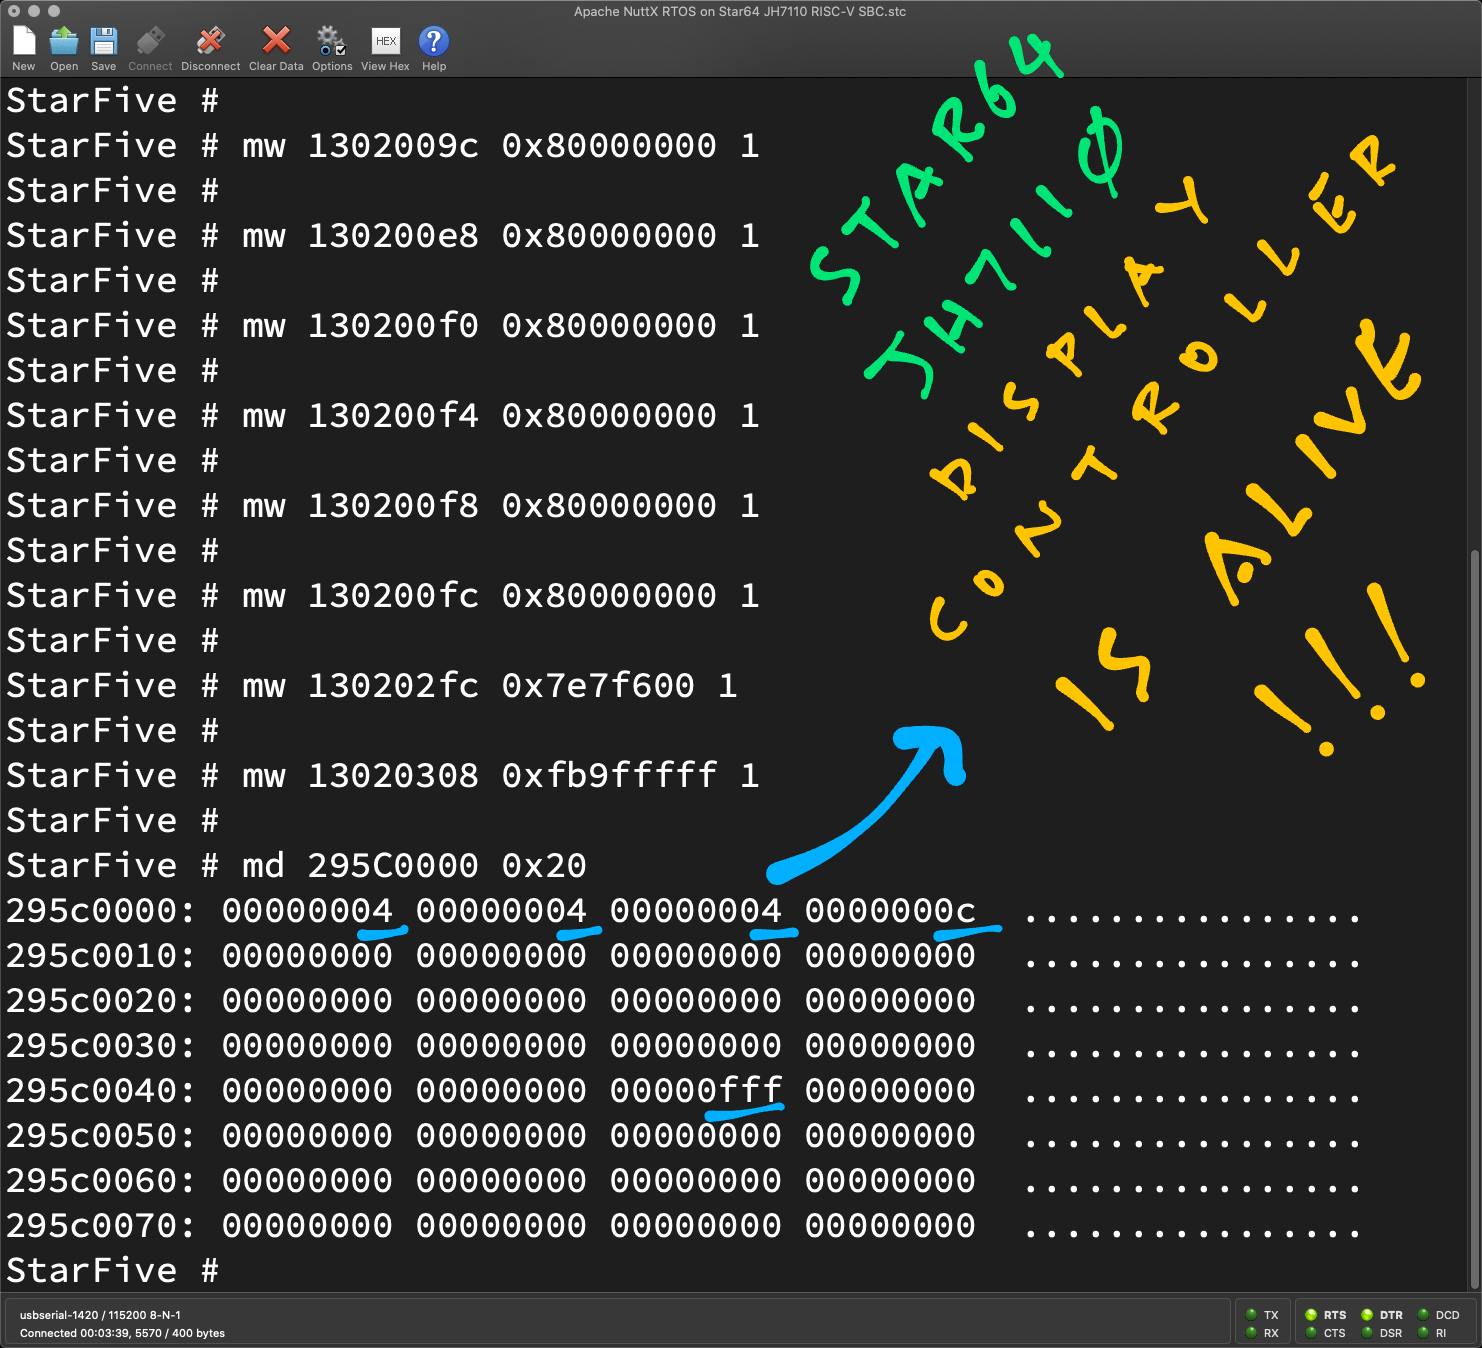 Apache NuttX RTOS on Star64 JH7110 RISC-V SBC.stc
New Open Save Connect Disconnect Clear Data Options HEX View Hex ? Help
StarFive #
StarFive # mw 1302009c 0x80000000 1
StarFive #
StarFive # mw 130200e8 0x80000000 1
StarFive #
StarFive # mw 130200f0 0x80000000 1
StarFive #
StarFive # mw 130200f4 0x80000000 1
StarFive #
StarFive # mw 130200f8 0x80000000 1
StarFive #
StarFive # mw 130200fc 0x80000000 1
StarFive #
StarFive # mw 130202fc 0x7e7f600 1
StarFive #
StarFive # mw 13020308 0xfb9fffff 1
StarFive #
StarFive # md 295C0000 0x20
295c0000: 00000004 00000004 00000004 0000000c ................
295c0010: 00000000 00000000 00000000 00000000 ................
295c0020: 00000000 00000000 00000000 00000000 ................
295c0030: 00000000 00000000 00000000 00000000 ................
295c0040: 00000000 00000000 00000fff 00000000 ................
295c0050: 00000000 00000000 00000000 00000000 ................
295c0060: 00000000 00000000 00000000 00000000 ................
295c0070: 00000000 00000000 00000000 00000000 ................
StarFive #
STAR64
JH7110
DISPLAY
CONTROLLER
IS ALIVE
!!!
usbserial-1420 / 115200 8-N-1
Connected 00:03:39, 5570 / 400 bytes
TX RTS DTR DCD
RX CTS DSR RI